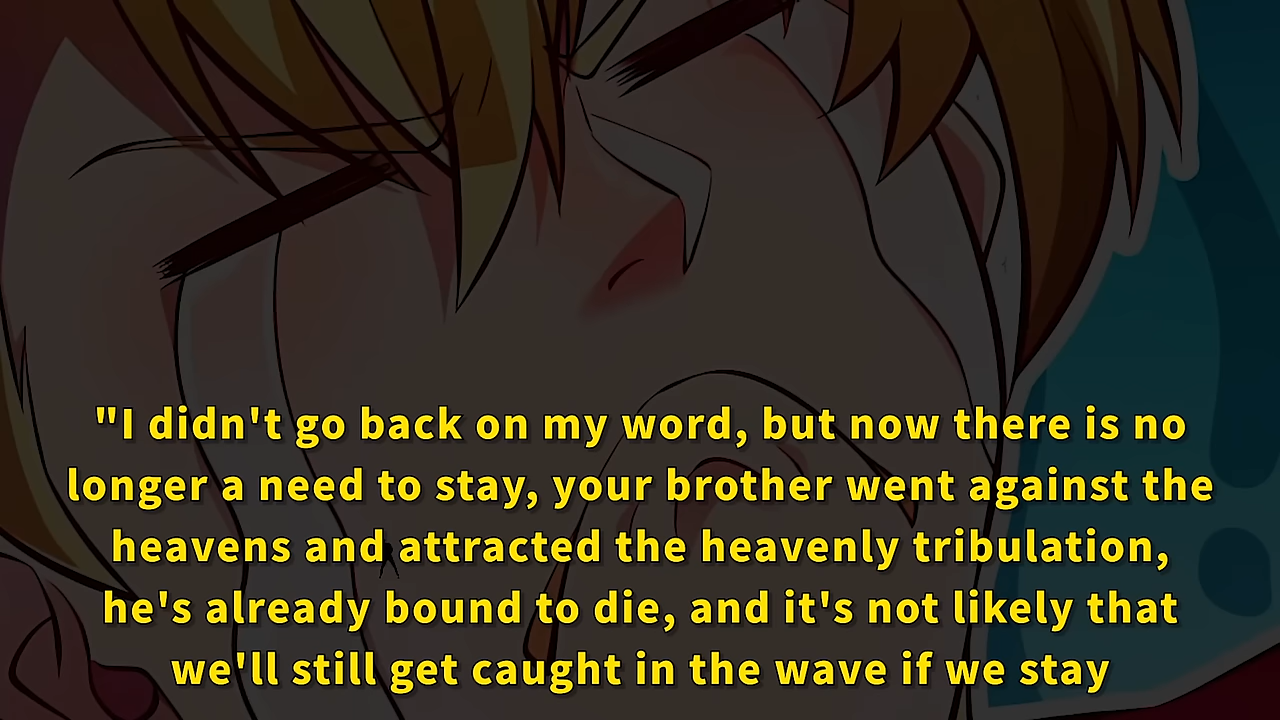 "I didn't go back on my word, but now there is no
longer a need to stay, your brother went against the
heavens and attracted the heavenly tribulation,
he's already bound to die, and it's not likely that
we'll still get caught in the wave if we stay